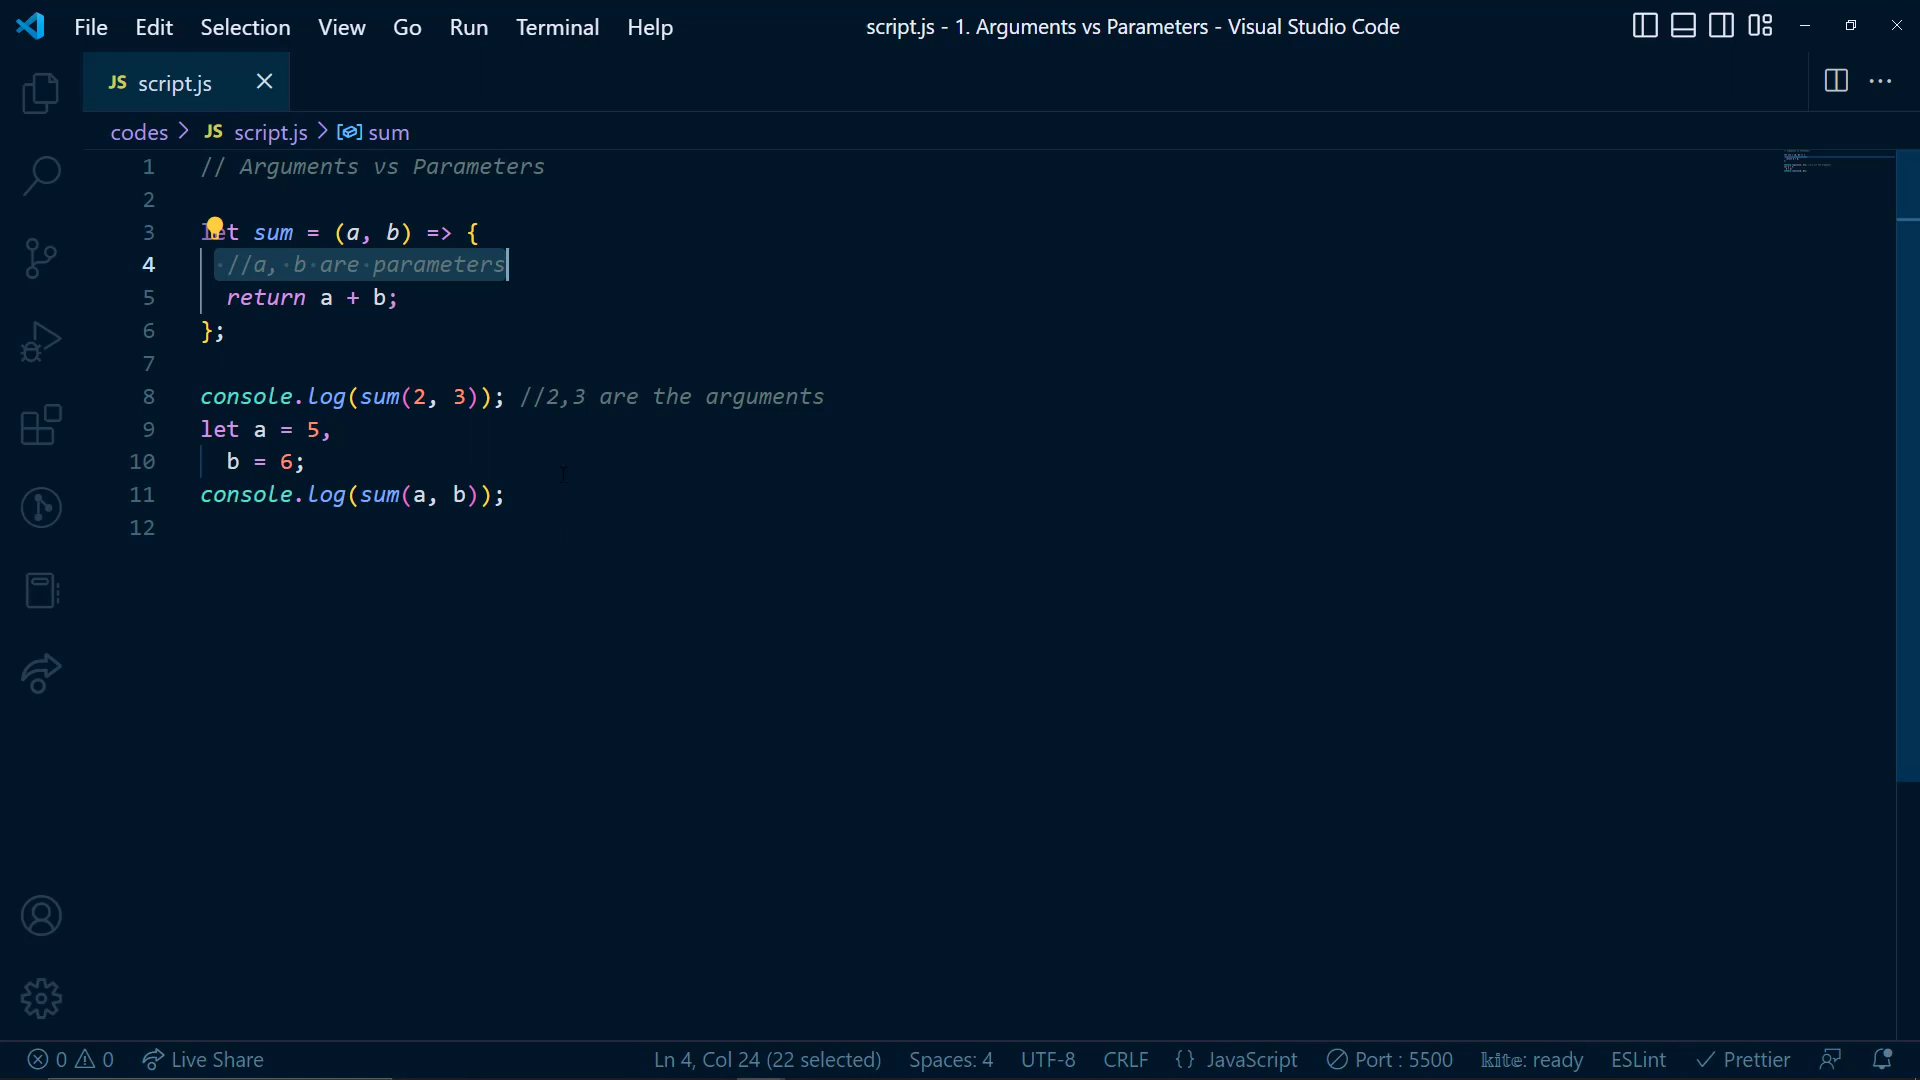 File Edit Selection View Go Run Terminal Help script.js - 1. Arguments vs Parameters - Visual Studio Code
JS script.js
codes > JS script.js > sum
1 // Arguments vs Parameters
2
3 let sum = (a, b) => {
4 //a, b are parameters
5 return a + b;
6 };
7
8 console.log(sum(2, 3)); //2,3 are the arguments
9 let a = 5,
10 b = 6;
11 console.log(sum(a, b));
12
0 0 Live Share Ln 4, Col 24 (22 selected) Spaces: 4 UTF-8 CRLF {} JavaScript Port : 5500 kite: ready ESLint Prettier